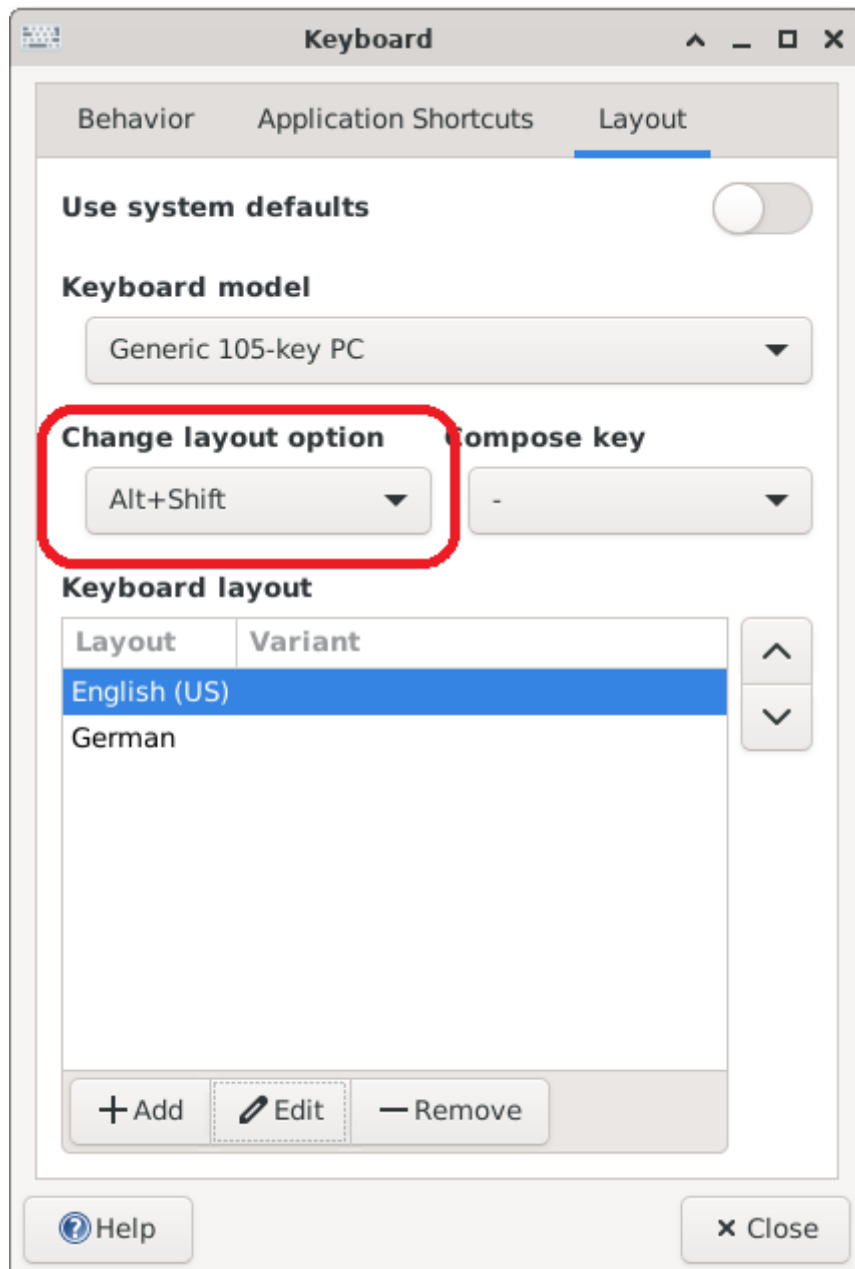 Keyboard
Behavior Application Shortcuts Layout
Use system defaults
Keyboard model
Generic 105-key PC
Change layout option Compose key
Alt+Shift -
Keyboard layout
Layout Variant
English (US)
German
Add Edit Remove
Help Close